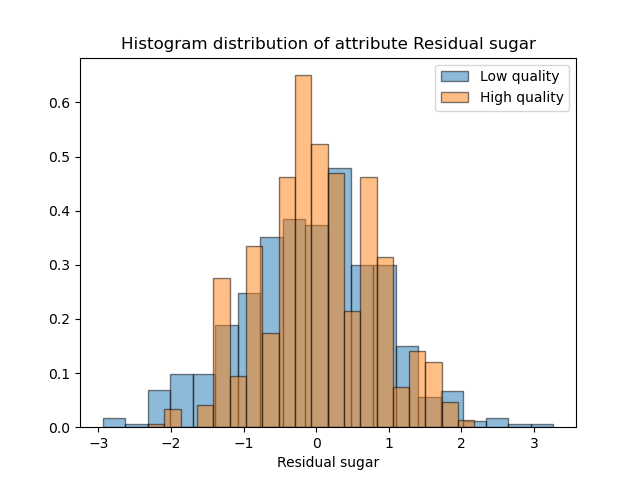 Histogram distribution of attribute Residual sugar
Low quality
High quality
0.6
0.5
0.4
0.3
0.2
0.1
0.0
−3 −2 −1 0 1 2 3
Residual sugar